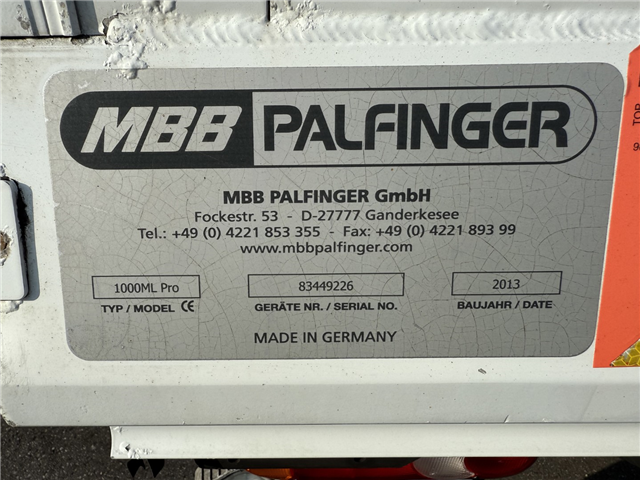 MBB PALFINGER
MBB PALFINGER GmbH
Fockestr. 53 - D-27777 Ganderkesee
Tel.: +49 (0) 4221 853 355 - Fax: +49 (0) 4221 893 99
www.mbbpalfinger.com
1000ML Pro 83449226 2013
TYP / MODEL CE GERÄTE NR. / SERIAL NO. BAUJAHR / DATE
MADE IN GERMANY
TOP